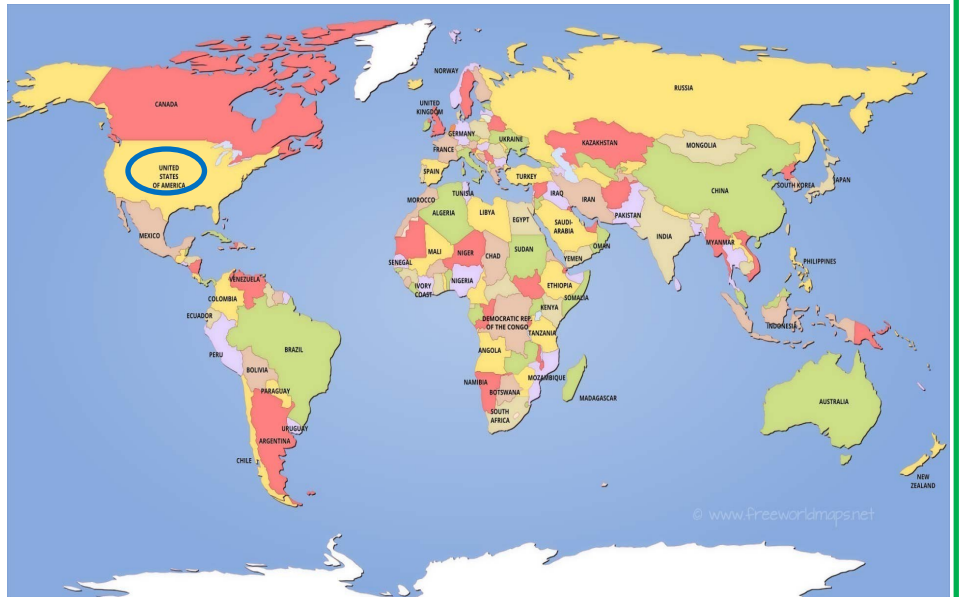 CANADA
UNITED
STATES
OF AMERICA
MEXICO
VENEZUELA
COLOMBIA
ECUADOR
PERU
BRAZIL
BOLIVIA
PARAGUAY
URUGUAY
ARGENTINA
CHILE
NORWAY
UNITED
KINGDOM
GERMANY
FRANCE
SPAIN
UKRAINE
TURKEY
RUSSIA
KAZAKHSTAN
MONGOLIA
CHINA
SOUTH KOREA
JAPAN
IRAQ
IRAN
PAKISTAN
INDIA
MYANMAR
PHILIPPINES
INDONESIA
MOROCCO
TUNISIA
ALGERIA
LIBYA
EGYPT
SAUDI-
ARABIA
OMAN
YEMEN
SENEGAL
MALI
NIGER
CHAD
SUDAN
IVORY
COAST
NIGERIA
ETHIOPIA
SOMALIA
KENYA
DEMOCRATIC REP.
OF THE CONGO
TANZANIA
ANGOLA
MOZAMBIQUE
NAMIBIA
BOTSWANA
MADAGASCAR
SOUTH
AFRICA
AUSTRALIA
NEW
ZEALAND
© www.freeworldmaps.net